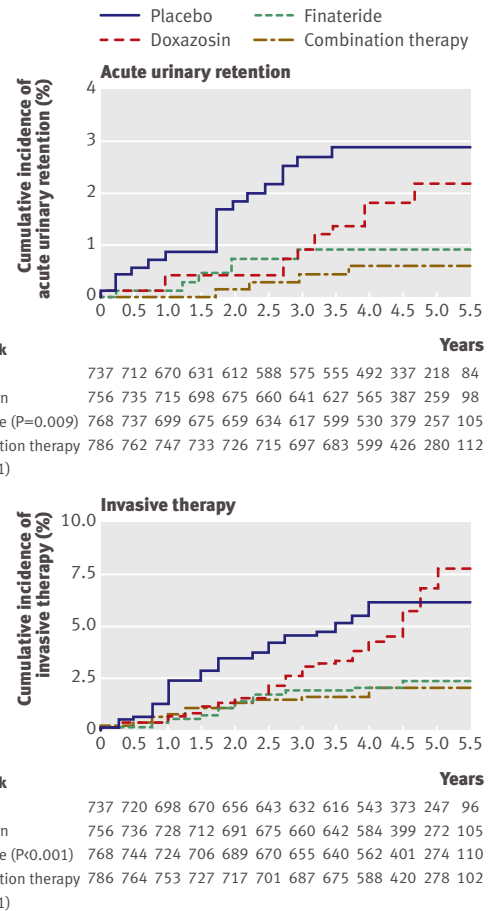 Placebo
Finateride
Doxazosin
Combination therapy
Acute urinary retention
Cumulative incidence of
acute urinary retention (%)
4
3
2
1
0
0 0.5 1.0 1.5 2.0 2.5 3.0 3.5 4.0 4.5 5.0 5.5
k
Years
737 712 670 631 612 588 575 555 492 337 218 84
n 756 735 715 698 675 660 641 627 565 387 259 98
e (P=0.009) 768 737 699 675 659 634 617 599 530 379 257 105
tion therapy 786 762 747 733 726 715 697 683 599 426 280 112
1)
Invasive therapy
Cumulative incidence of
invasive therapy (%)
10.0
7.5
5.0
2.5
0
0 0.5 1.0 1.5 2.0 2.5 3.0 3.5 4.0 4.5 5.0 5.5
k
Years
737 720 698 670 656 643 632 616 543 373 247 96
n 756 736 728 712 691 675 660 642 584 399 272 105
e (P<0.001) 768 744 724 706 689 670 655 640 562 401 274 110
tion therapy 786 764 753 727 717 701 687 675 588 420 278 102
1)